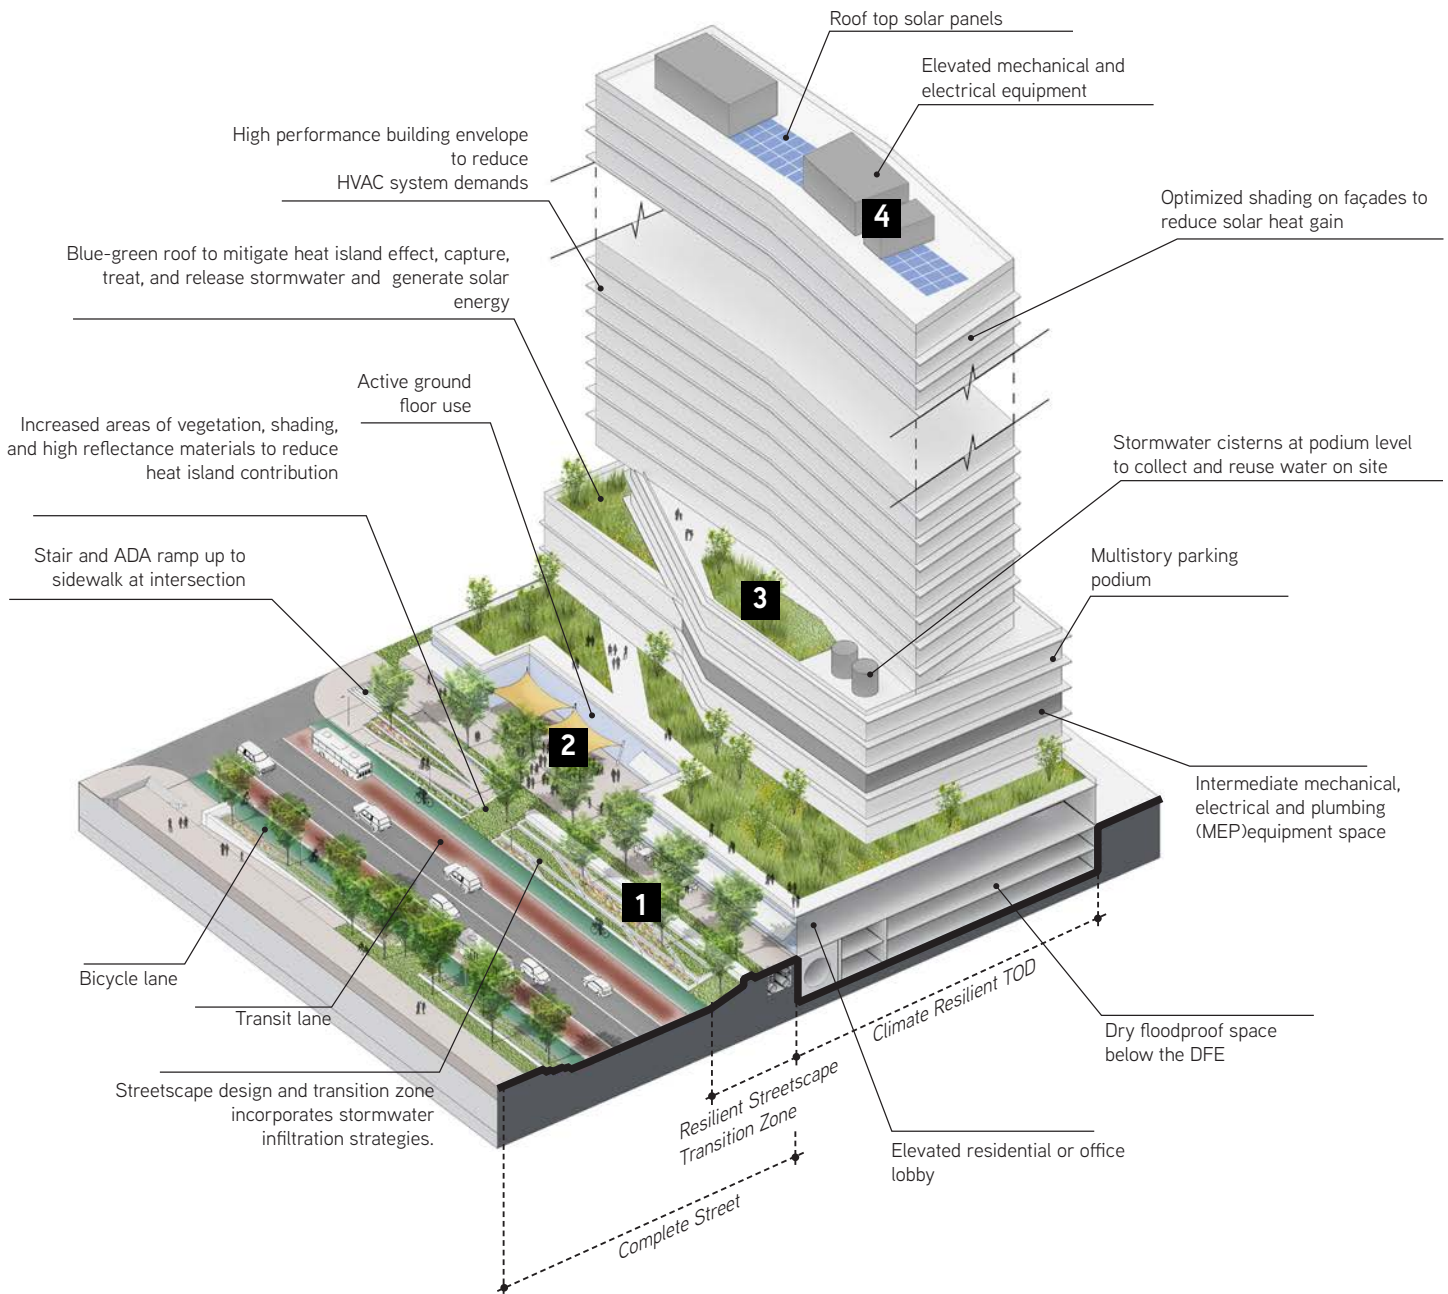 Roof top solar panels
Elevated mechanical and
electrical equipment
High performance building envelope
to reduce
HVAC system demands
Optimized shading on façades to
reduce solar heat gain
4
Blue-green roof to mitigate heat island effect, capture,
treat, and release stormwater and generate solar
energy
Active ground
floor use
Increased areas of vegetation, shading,
and high reflectance materials to reduce
heat island contribution
Stormwater cisterns at podium level
to collect and reuse water on site
Stair and ADA ramp up to
sidewalk at intersection
Multistory parking
podium
3
2
Intermediate mechanical,
electrical and plumbing
(MEP)equipment space
1
Bicycle lane
Transit lane
Climate Resilient TOD
Dry floodproof space
below the DFE
Streetscape design and transition zone
incorporates stormwater
infiltration strategies.
Resilient Streetscape
Transition Zone
Elevated residential or office
lobby
Complete Street